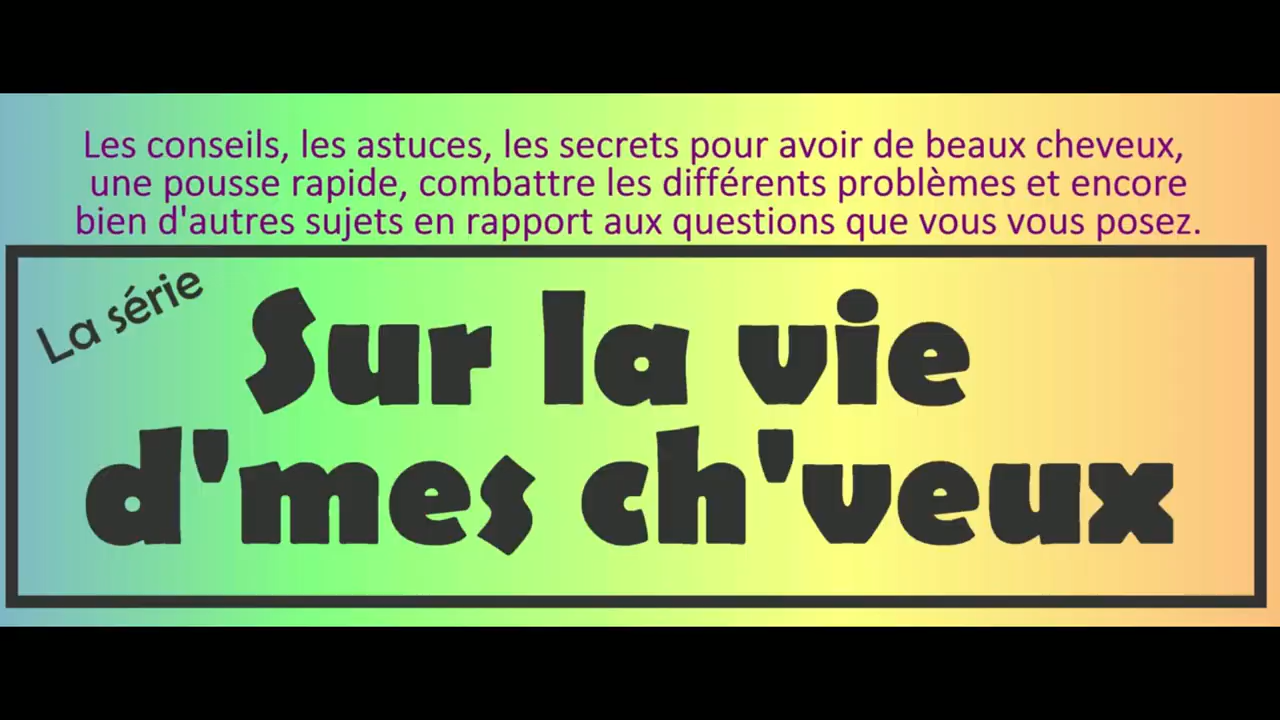 Les conseils, les astuces, les secrets pour avoir de beaux cheveux,
une pousse rapide, combattre les différents problèmes et encore
bien d'autres sujets en rapport aux questions que vous vous posez.
La série
Sur la vie
d'mes ch'veux